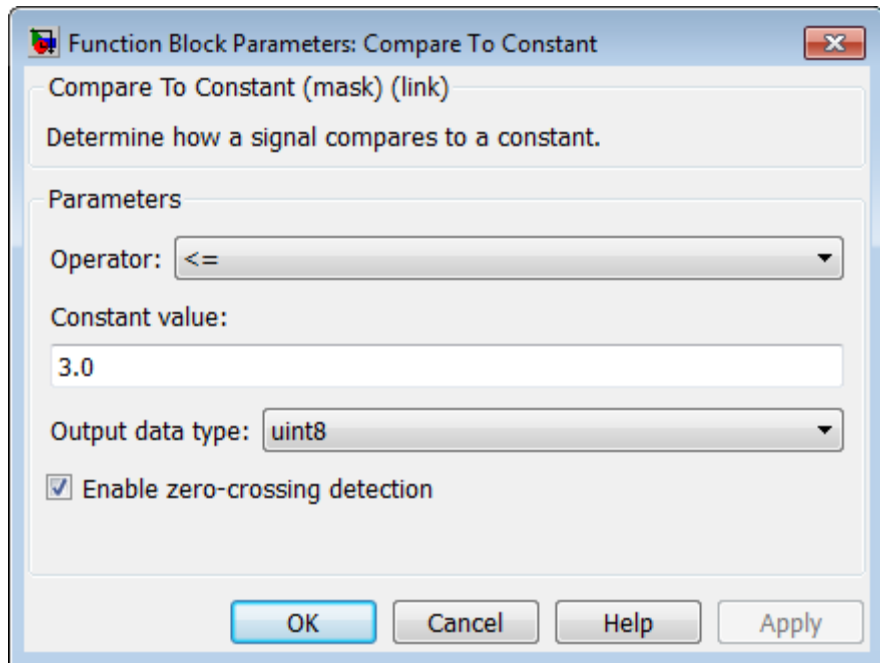 Function Block Parameters: Compare To Constant
Compare To Constant (mask) (link)
Determine how a signal compares to a constant.
Parameters
Operator: <=
Constant value:
3.0
Output data type: uint8
Enable zero-crossing detection
OK Cancel Help Apply